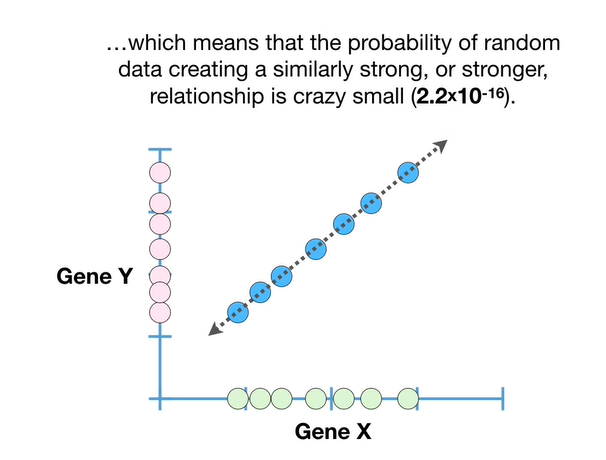 ...which means that the probability of random
data creating a similarly strong, or stronger,
relationship is crazy small (2.2x10⁻¹⁶).
Gene Y
Gene X